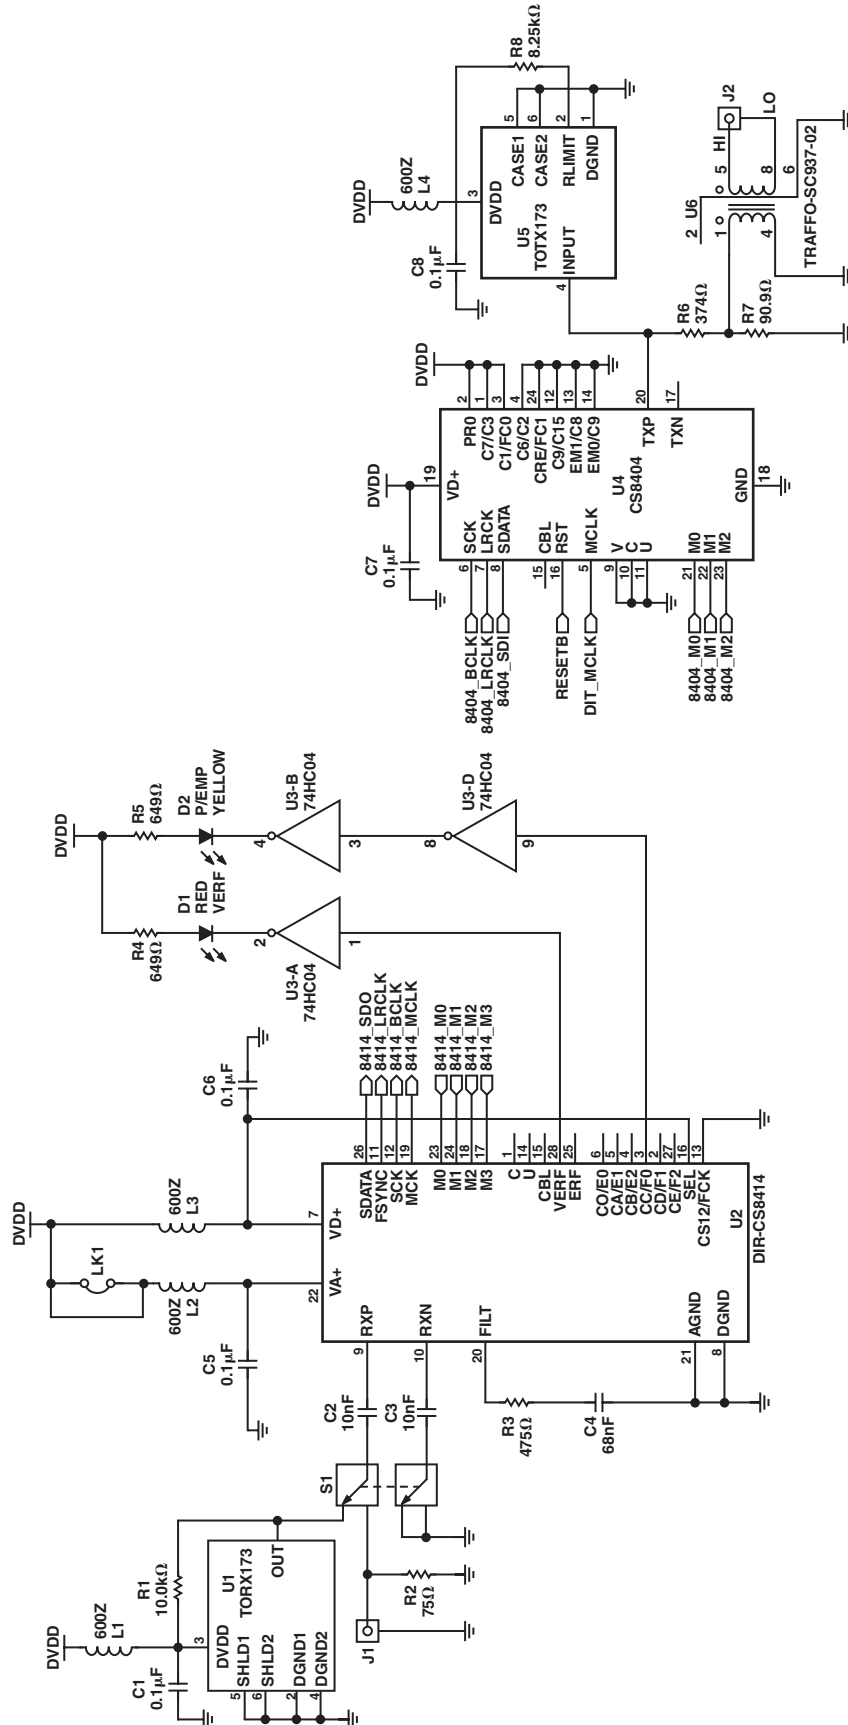 DVDD
600Z
L1
C1
0.1μF
R1
10.0kΩ
3
DVDD
U1
TORX173
5
SHLD1
6
SHLD2
2
DGND1
4
DGND2
OUT
J1
R2
75Ω
S1
C2
10nF
C3
10nF
DVDD
LK1
600Z
L2
600Z
L3
C5
0.1μF
C6
0.1μF
22
VA+
7
VD+
9
RXP
10
RXN
20
FILT
R3
475Ω
C4
68nF
21
AGND
8
DGND
U2
DIR-CS8414
SDATA
26
8414_SDO
FSYNC
11
8414_LRCLK
SCK
12
8414_BCLK
MCK
19
8414_MCLK
M0
23
8414_M0
M1
24
8414_M1
M2
18
8414_M2
M3
17
8414_M3
C
1
U
14
CBL
15
VERF
28
ERF
25
CO/E0
6
CA/E1
5
CB/E2
4
CC/F0
3
CD/F1
2
CE/F2
27
SEL
16
CS12/FCK
13
DVDD
R4
649Ω
D1
RED
VERF
2
U3-A
74HC04
1
R5
649Ω
D2
P/EMP
YELLOW
4
U3-B
74HC04
3
8
U3-D
74HC04
9
DVDD
C7
0.1μF
19
VD+
8404_BCLK
6
SCK
8404_LRCLK
7
LRCK
8404_SDI
8
SDATA
15
CBL
RESETB
16
RST
DIT_MCLK
5
MCLK
9
V
10
C
11
U
8404_M0
21
M0
8404_M1
22
M1
8404_M2
23
M2
U4
CS8404
GND
18
DVDD
PR0
2
C7/C3
1
C1/FC0
3
C6/C2
4
CRE/FC1
24
C9/C15
12
EM1/C8
13
EM0/C9
14
TXP
20
TXN
17
DVDD
600Z
L4
C8
0.1μF
3
DVDD
U5
TOTX173
4
INPUT
CASE1
5
CASE2
6
RLIMIT
2
DGND
1
R8
8.25kΩ
R6
374Ω
R7
90.9Ω
2
U6
1
4
5
8
6
HI
J2
LO
TRAFFO-SC937-02